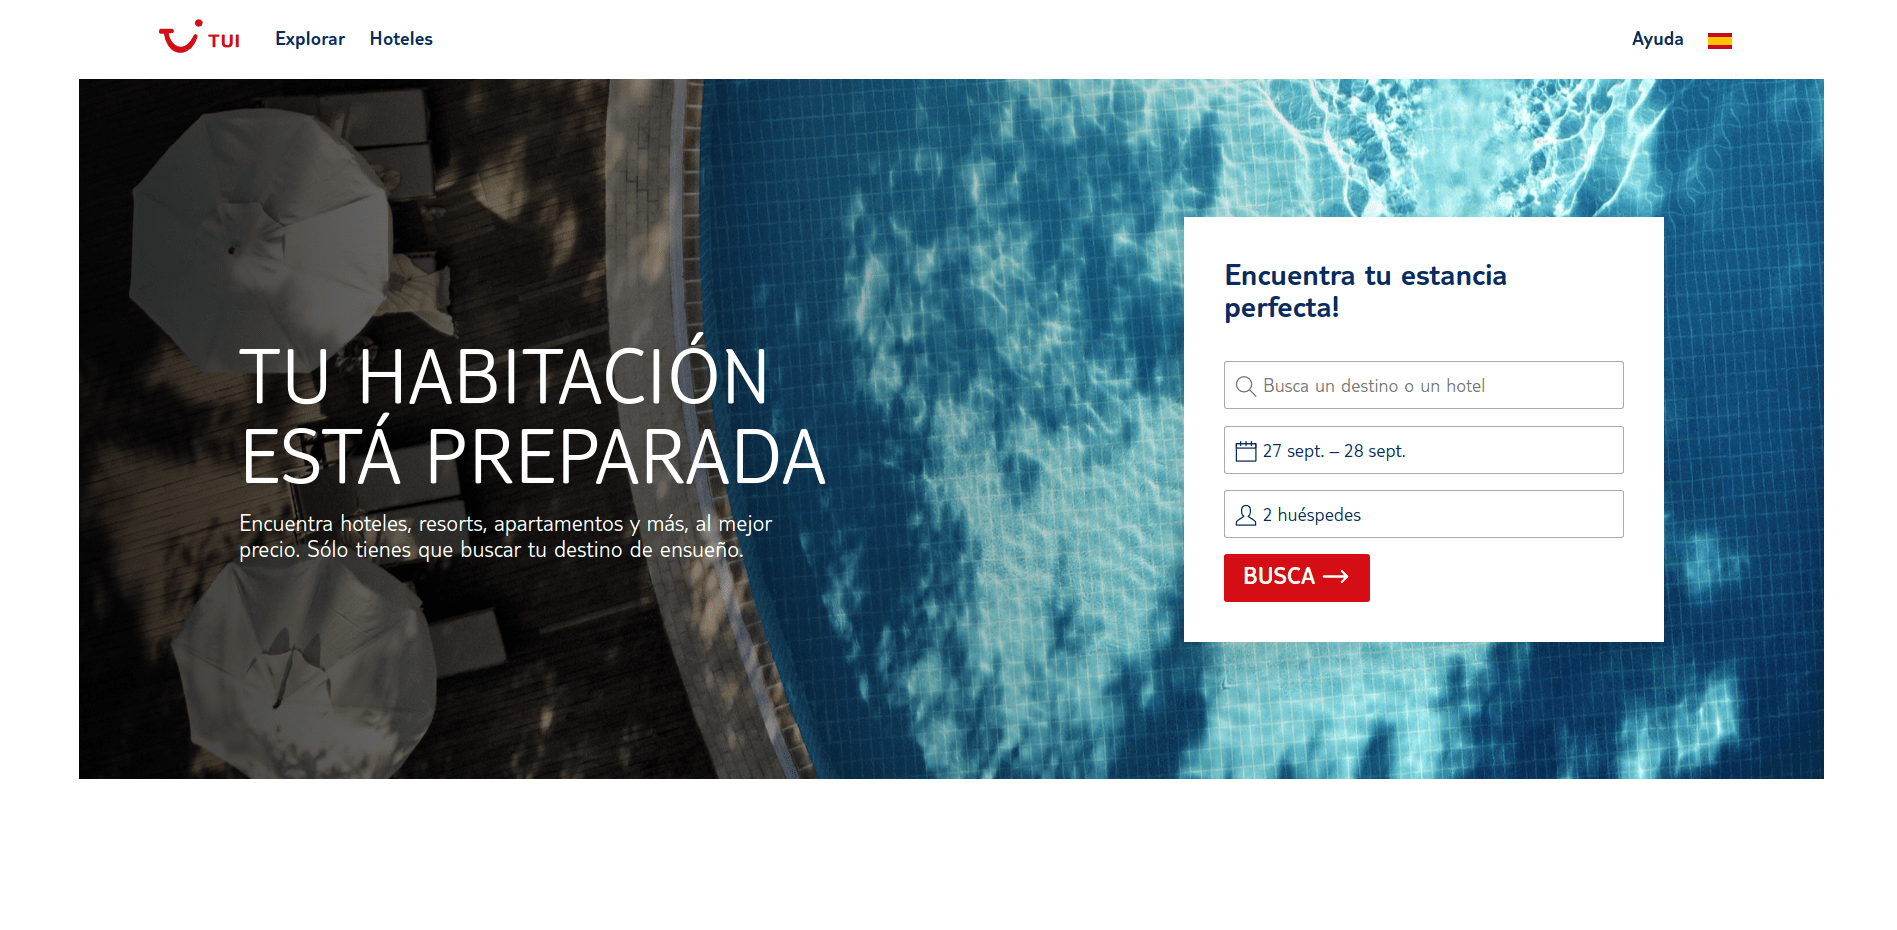 TUI Explorar Hoteles Ayuda
TU HABITACIÓN
ESTÁ PREPARADA
Encuentra hoteles, resorts, apartamentos y más, al mejor
precio. Sólo tienes que buscar tu destino de ensueño.
Encuentra tu estancia
perfecta!
Busca un destino o un hotel
27 sept. – 28 sept.
2 huéspedes
BUSCA